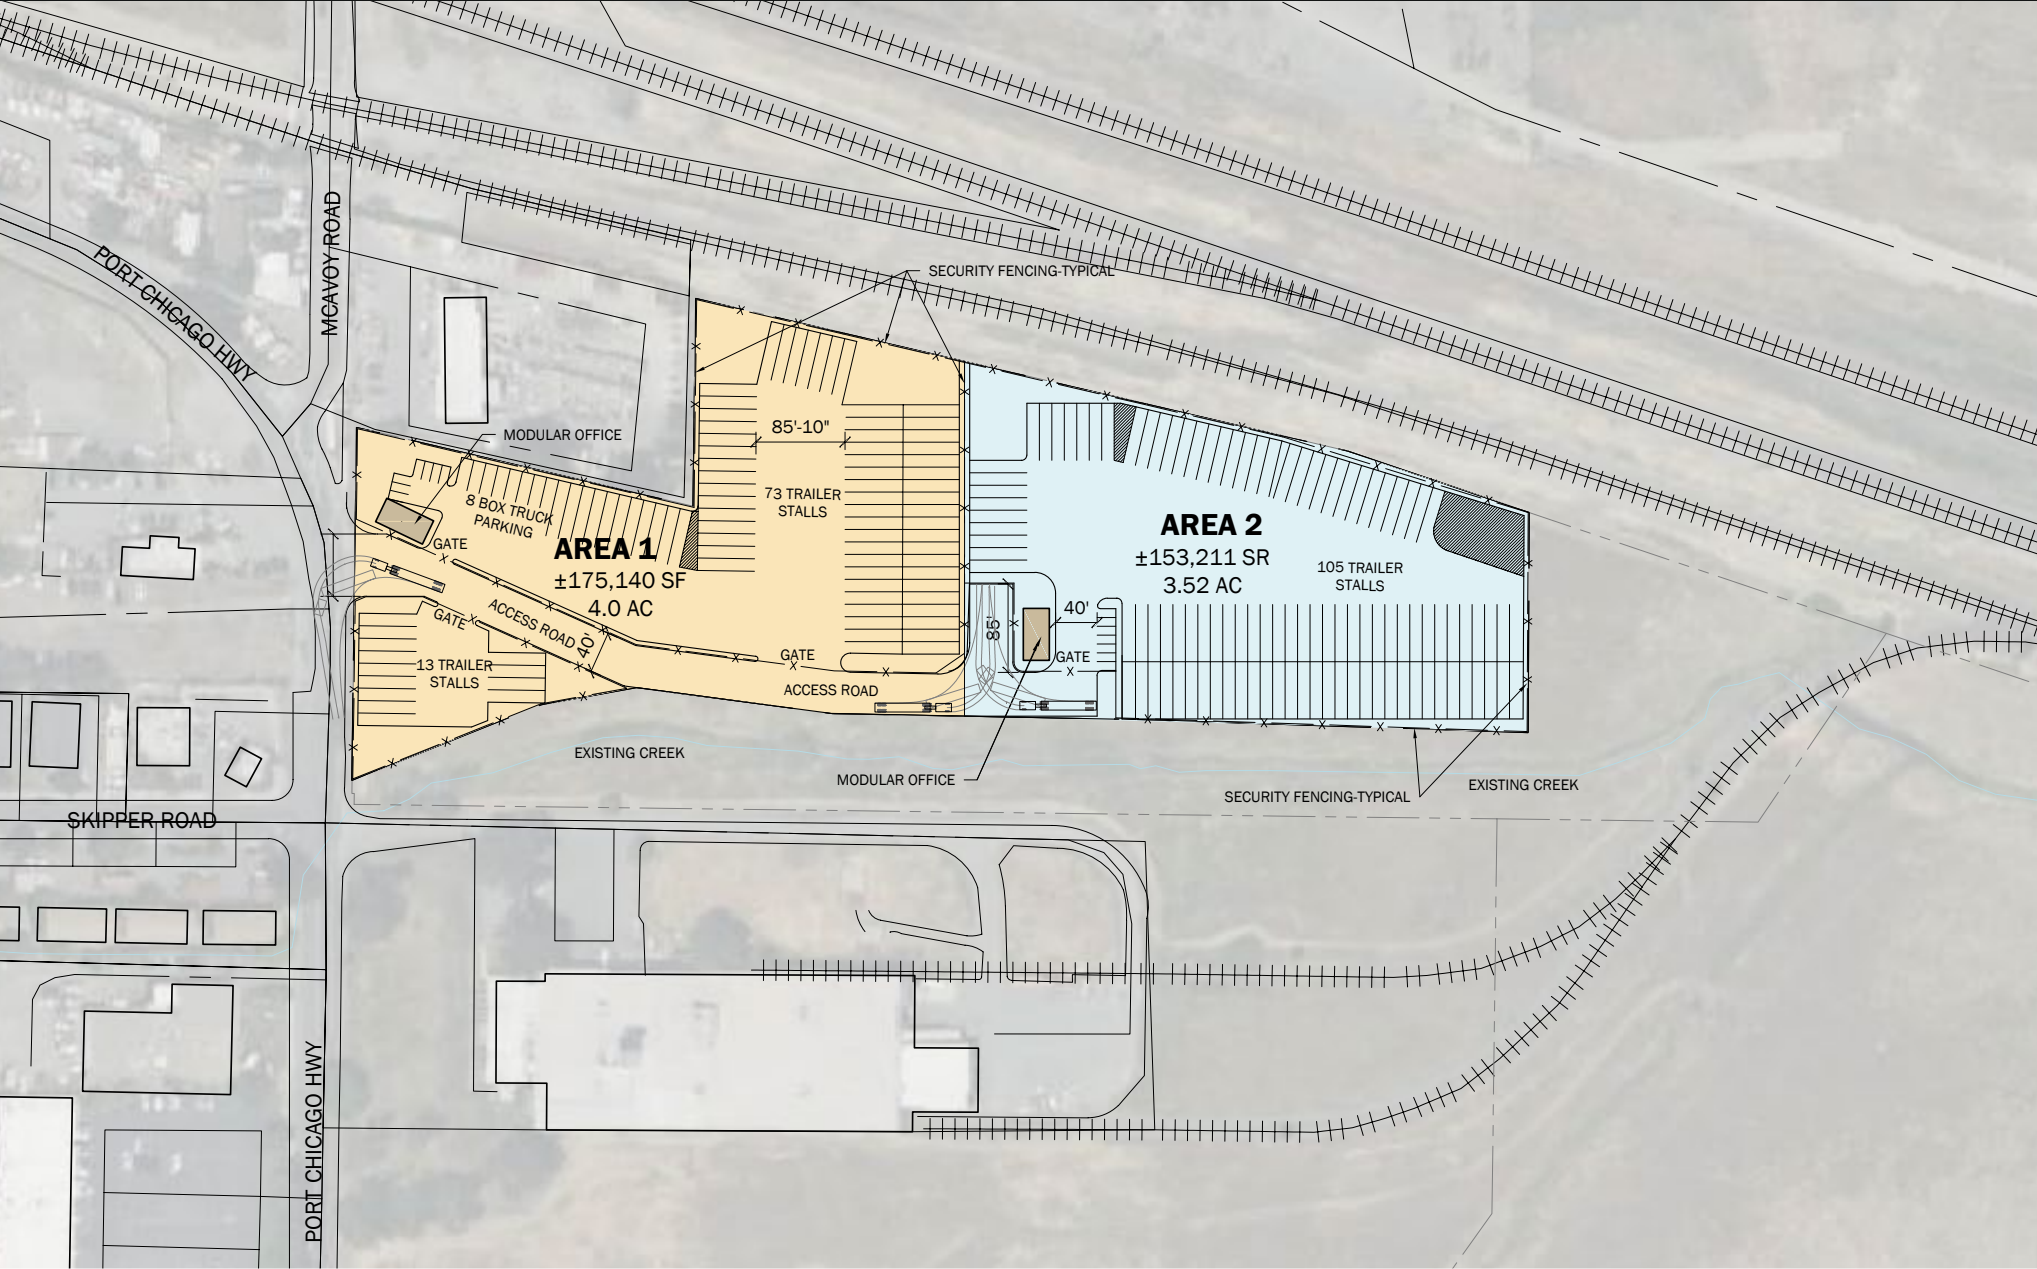 SECURITY FENCING-TYPICAL
MCAVOY ROAD
PORT CHICAGO HWY
MODULAR OFFICE
85'-10"
8 BOX TRUCK
PARKING
73 TRAILER
STALLS
GATE
AREA 1
±175,140 SF
4.0 AC
AREA 2
±153,211 SR
3.52 AC
105 TRAILER
STALLS
ACCESS ROAD
40'
GATE
13 TRAILER
STALLS
GATE
ACCESS ROAD
85'
40'
GATE
EXISTING CREEK
MODULAR OFFICE
SECURITY FENCING-TYPICAL
EXISTING CREEK
SKIPPER ROAD
PORT CHICAGO HWY